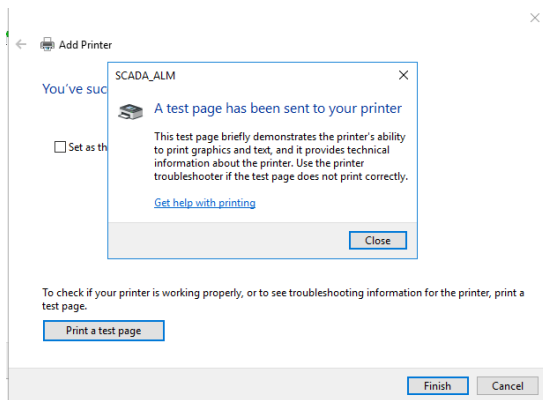 Add Printer
SCADA_ALM
You've suc
A test page has been sent to your printer
This test page briefly demonstrates the printer's ability
to print graphics and text, and it provides technical
Set as th
information about the printer. Use the printer
troubleshooter if the test page does not print correctly.
Get help with printing
Close
To check if your printer is working properly, or to see troubleshooting information for the printer, print a
test page.
Print a test page
Finish
Cancel